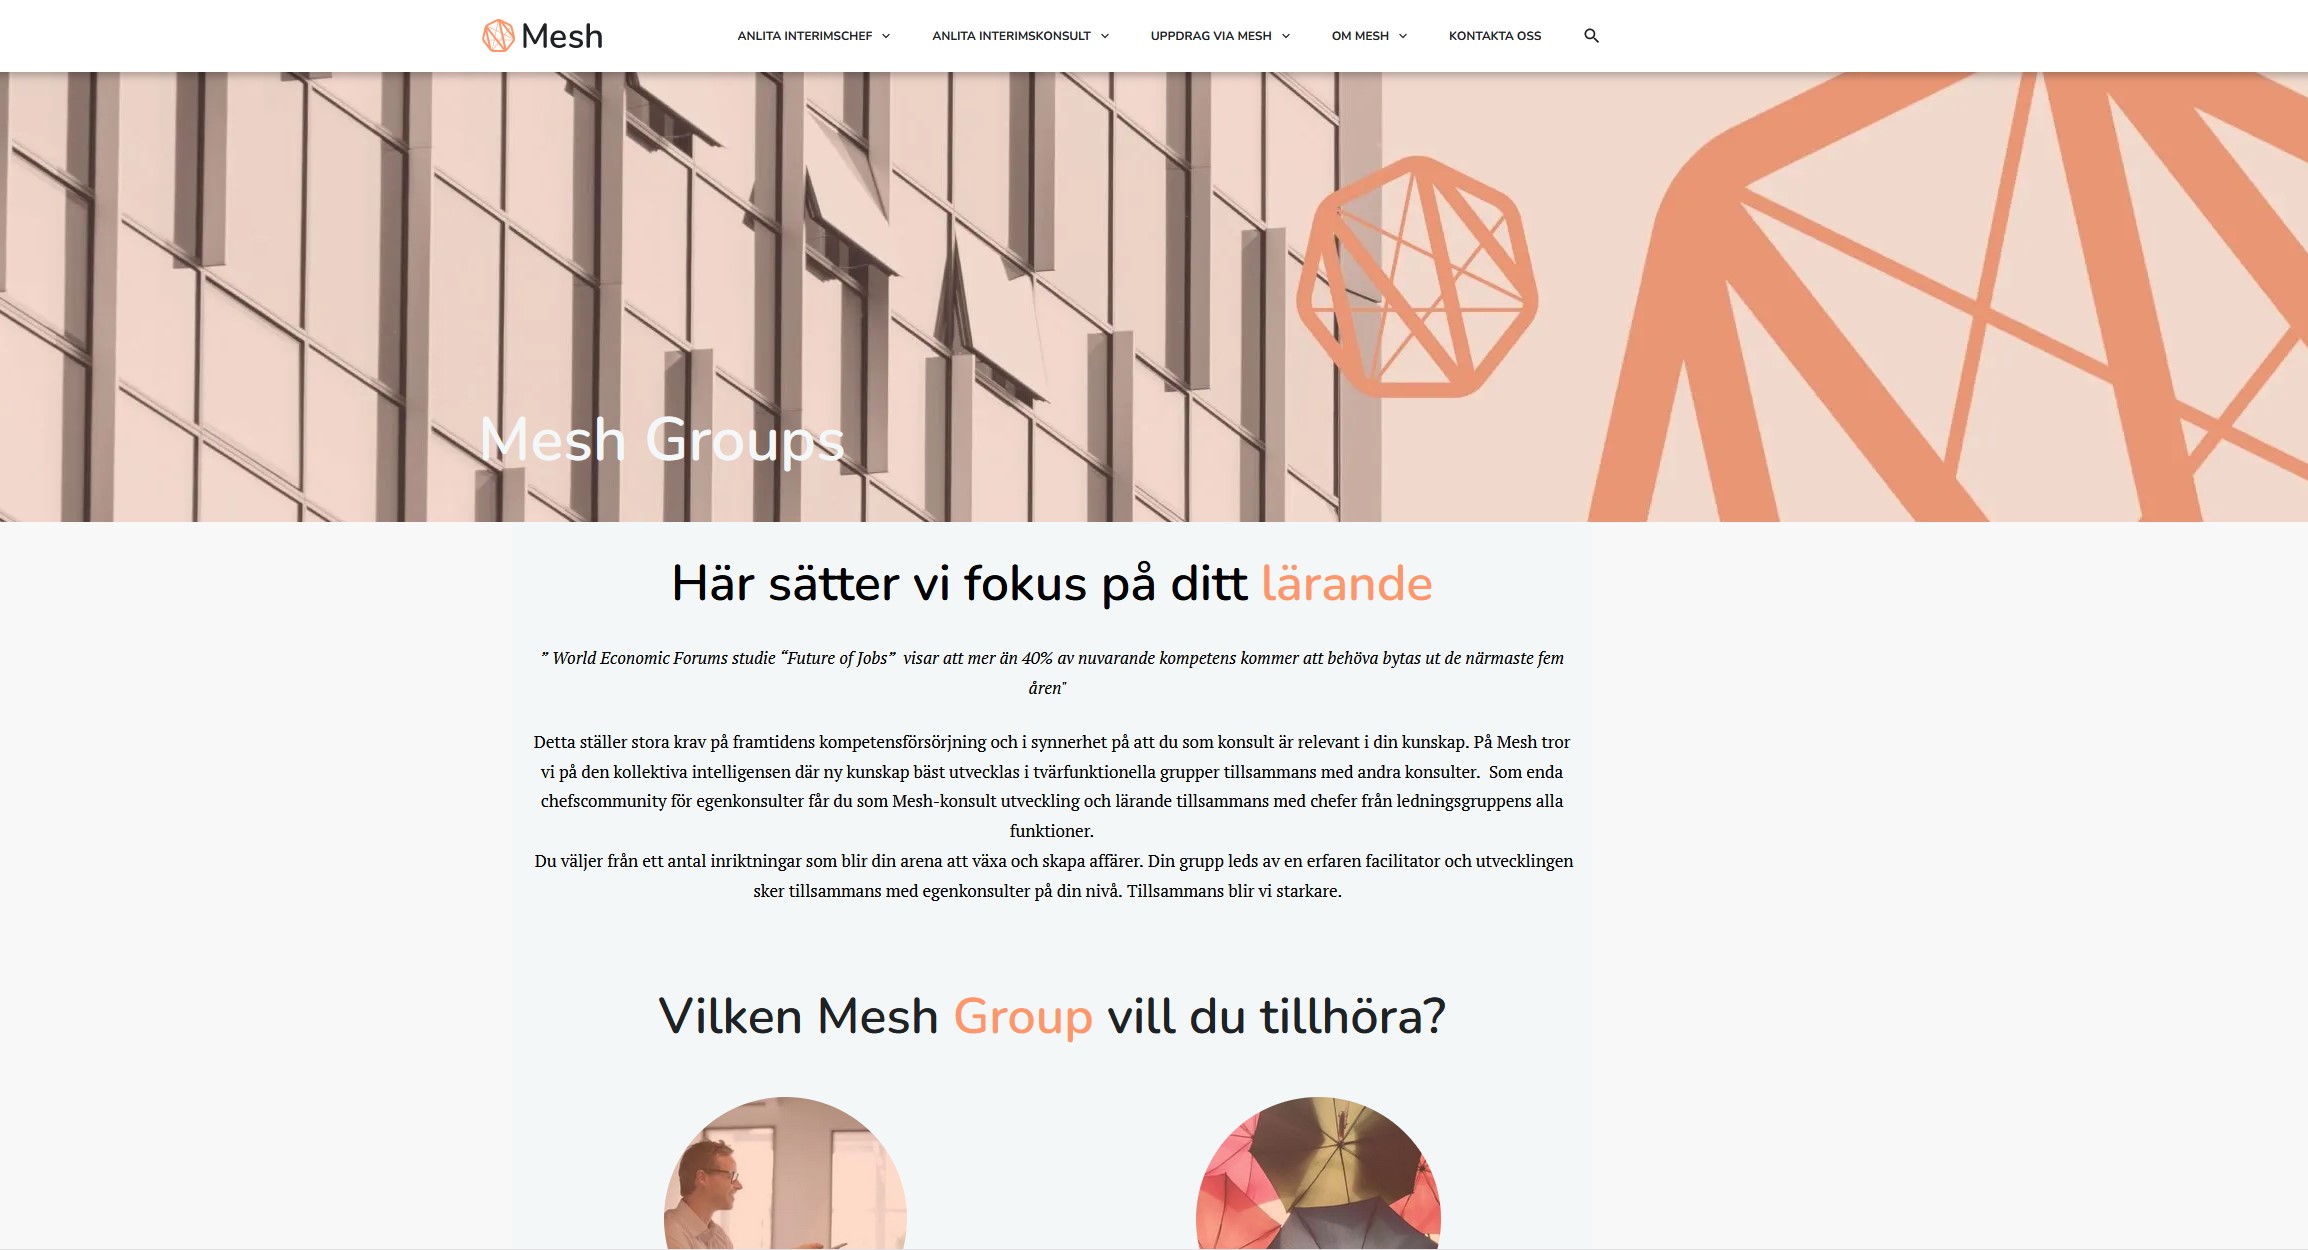 Mesh
ANLITA INTERIMSCHEF
ANLITA INTERIMSKONSULT
UPPDRAG VIA MESH
OM MESH
KONTAKTA OSS
Mesh Groups
Här sätter vi fokus på ditt lärande
” World Economic Forums studie “Future of Jobs”  visar att mer än 40% av nuvarande kompetens kommer att behöva bytas ut de närmaste fem
åren"
Detta ställer stora krav på framtidens kompetensförsörjning och i synnerhet på att du som konsult är relevant i din kunskap. På Mesh tror
vi på den kollektiva intelligensen där ny kunskap bäst utvecklas i tvärfunktionella grupper tillsammans med andra konsulter.  Som enda
chefscommunity för egenkonsulter får du som Mesh-konsult utveckling och lärande tillsammans med chefer från ledningsgruppens alla
funktioner.
Du väljer från ett antal inriktningar som blir din arena att växa och skapa affärer. Din grupp leds av en erfaren facilitator och utvecklingen
sker tillsammans med egenkonsulter på din nivå. Tillsammans blir vi starkare.
Vilken Mesh Group vill du tillhöra?